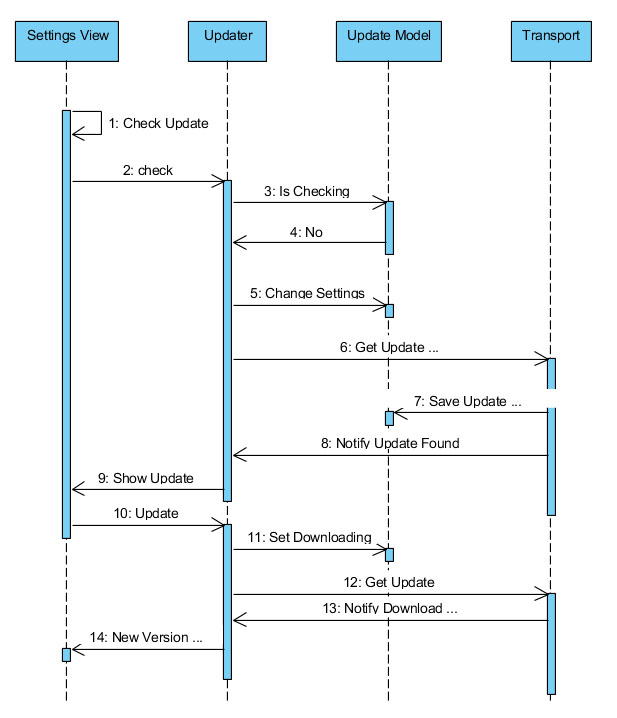 Settings View
Updater
Update Model
Transport
1: Check Update
2: check
3: Is Checking
4: No
5: Change Settings
6: Get Update ...
7: Save Update ...
8: Notify Update Found
9: Show Update
10: Update
11: Set Downloading
12: Get Update
13: Notify Download ...
14: New Version ...